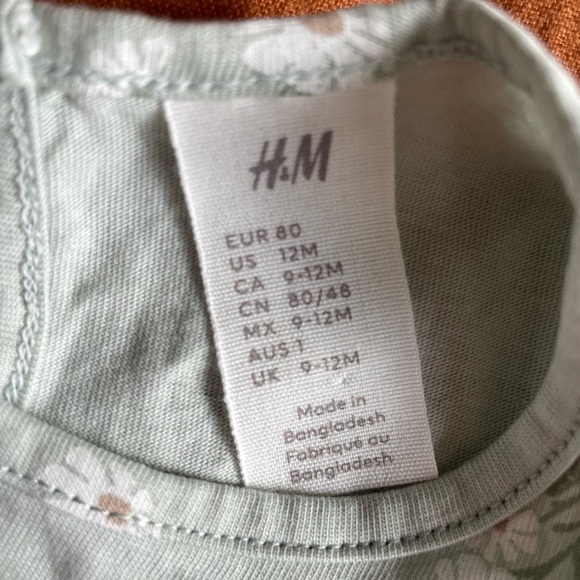 H&M
EUR 80
US 12M
CA 9-12M
CN 80/48
MX 9-12M
AUS 1
UK 9-12M
Made in
Bangladesh
Fabriqué au
Bangladesh